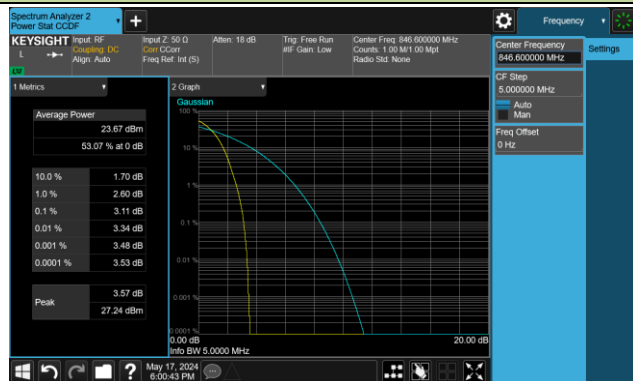 Spectrum Analyzer 2
Power Stat CCDF
Frequency
KEYSIGHT
L
Input: RF
Coupling: DC
Align: Auto
Input Z: 50 Ω
Corr CCorr
Freq Ref: Int (S)
Atten: 18 dB
Trig: Free Run
#IF Gain: Low
Center Freq: 846.600000 MHz
Counts: 1.00 M/1.00 Mpt
Radio Std: None
1 Metrics
Average Power
23.67 dBm
53.07 % at 0 dB
10.0 % 1.70 dB
1.0 % 2.60 dB
0.1 % 3.11 dB
0.01 % 3.34 dB
0.001 % 3.48 dB
0.0001 % 3.53 dB
Peak
3.57 dB
27.24 dBm
2 Graph
Gaussian
100 %
10 %
1 %
0.1 %
0.01 %
0.001 %
0.0001 %
0.00 dB
20.00 dB
Info BW 5.0000 MHz
Center Frequency
846.600000 MHz
Settings
CF Step
5.000000 MHz
Auto
Man
Freq Offset
0 Hz
?
May 17, 2024
6:00:43 PM